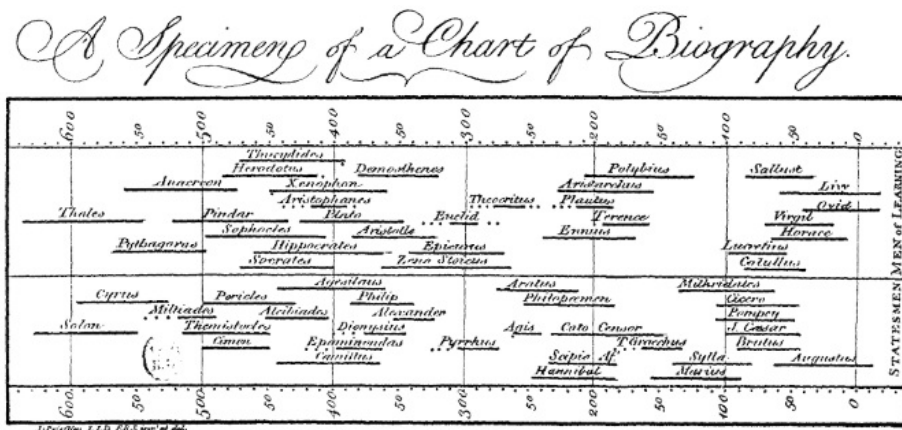 A Specimen of a Chart of Biography.
600 50 500 50 400 50 300 50 200 50 100 50 0
Thucydides
Herodotus Demosthenes Polybius Sallust
Anacreon Xenophon Aristarchus Livy
Aristophanes Theocritus Plautus Ovid
Thales Pindar Plato Euclid Terence Virgil
Sophocles Aristotle Ennius Horace
Pythagoras Hippocrates Epicurus Lucretius
Socrates Zeno Stoicus Catullus
MEN of LEARNING.
Agesilaus Aratus Mithridates
Cyrus Pericles Philip Philopœmen Cicero
Miltiades Alcibiades Alexander Pompey
Solon Themistocles Dionysius Agis Cato Censor J. Cæsar
Cimon Epaminondas Pyrrhus T. Gracchus Brutus
Camillus Scipio Af. Sylla Augustus
Hannibal Marius
STATESMEN
600 50 500 50 400 50 300 50 200 50 100 50 0